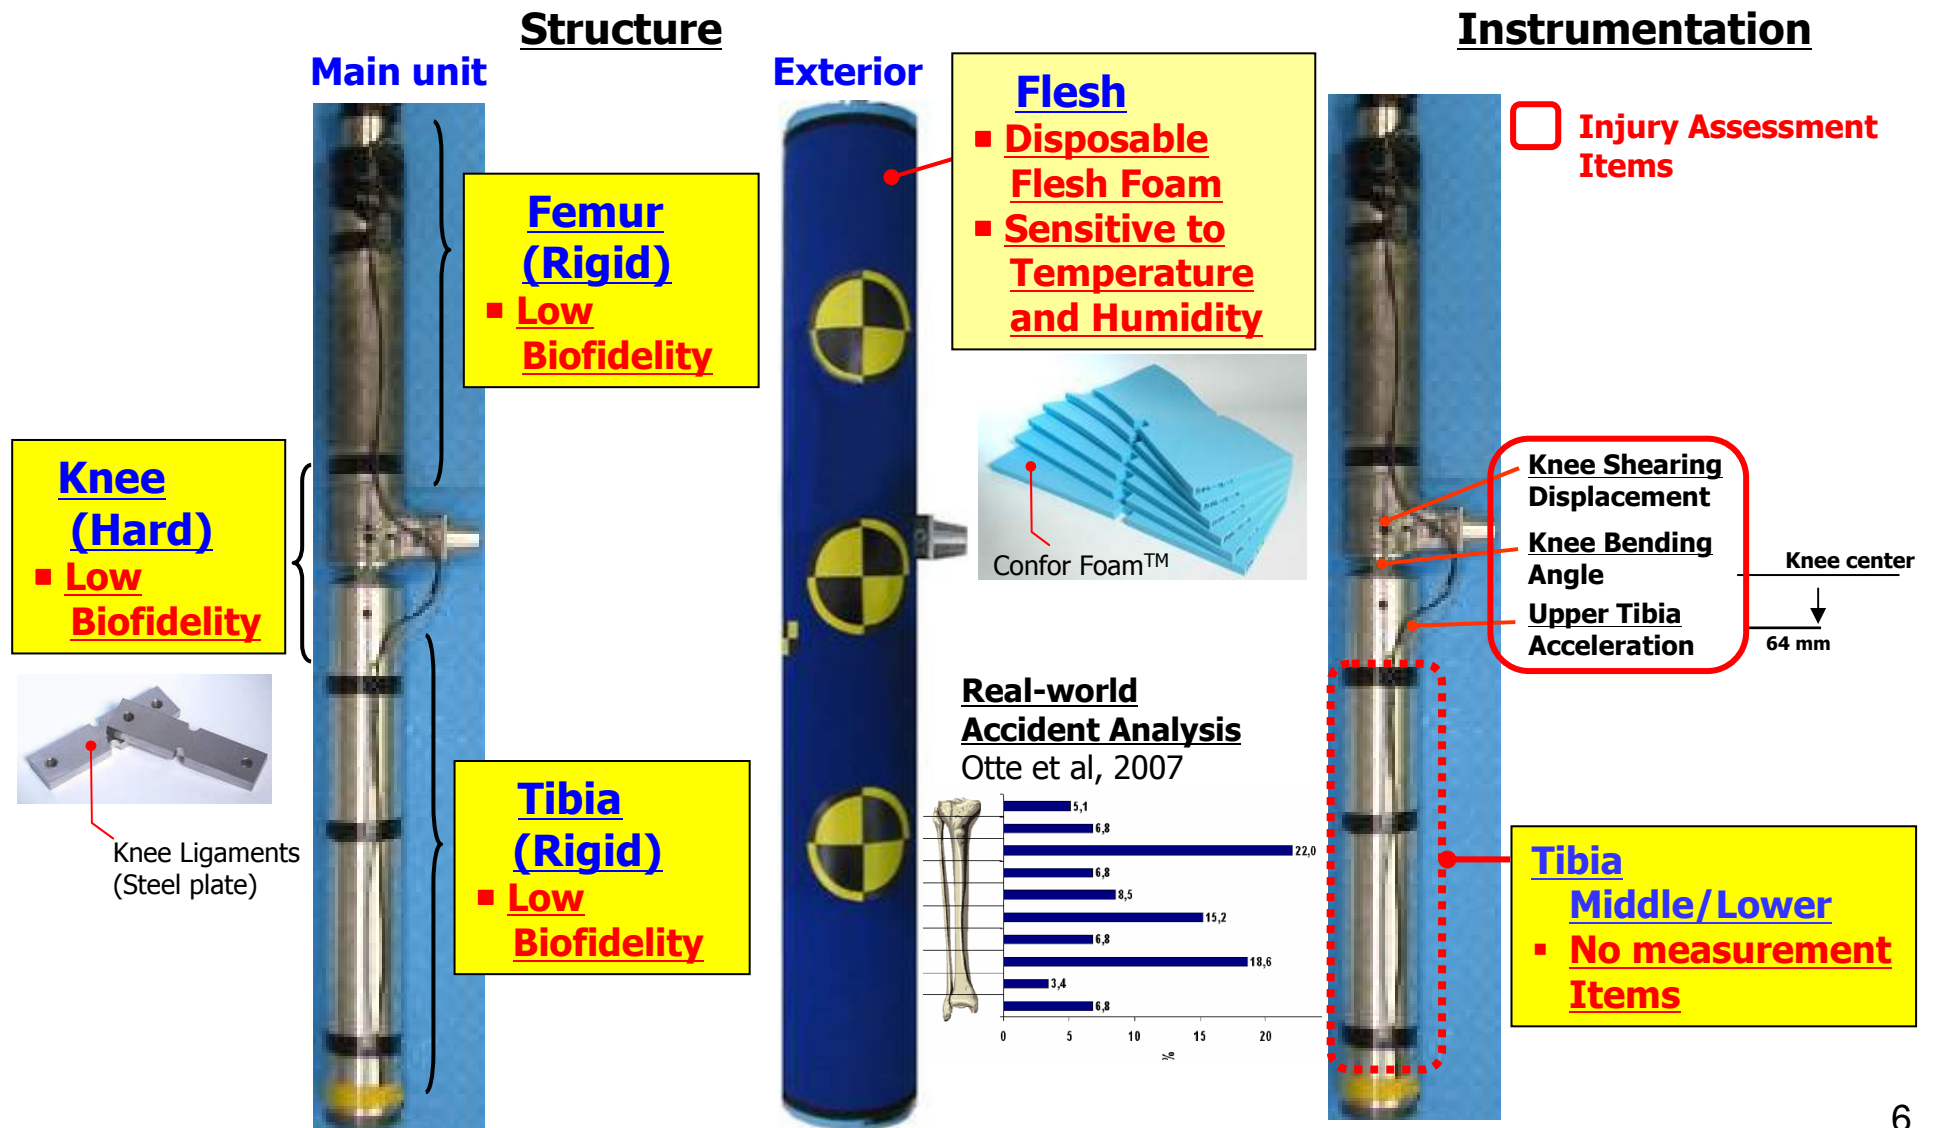 Structure
Instrumentation
Main unit
Exterior
Femur
(Rigid)
▪ Low
Biofidelity
Knee
(Hard)
▪ Low
Biofidelity
Knee Ligaments
(Steel plate)
Tibia
(Rigid)
▪ Low
Biofidelity
Flesh
▪ Disposable
Flesh Foam
▪ Sensitive to
Temperature
and Humidity
Confor Foam™
Real-world
Accident Analysis
Otte et al, 2007
5,1
6,8
22,0
6,8
8,5
15,2
6,8
18,6
3,4
6,8
0 5 10 15 20
%
Injury Assessment
Items
Knee Shearing
Displacement
Knee Bending
Angle
Upper Tibia
Acceleration
Knee center
64 mm
Tibia
Middle/Lower
▪ No measurement
Items
6